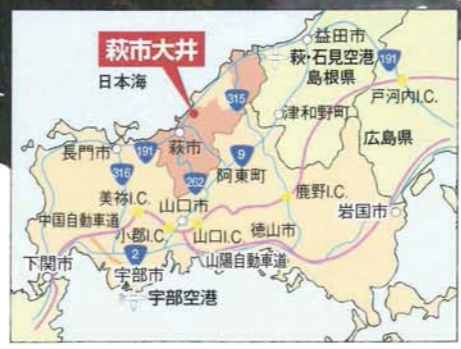 萩市大井
日本海
益田市
萩・石見空港
島根県
191
戸河内I.C.
315
津和野町
広島県
長門市
191
萩市
9
316
262
阿東町
美祢I.C.
山口市
鹿野I.C.
岩国市
中国自動車道
小郡I.C.
山口I.C.
徳山市
2
山陽自動車道
下関市
宇部市
宇部空港